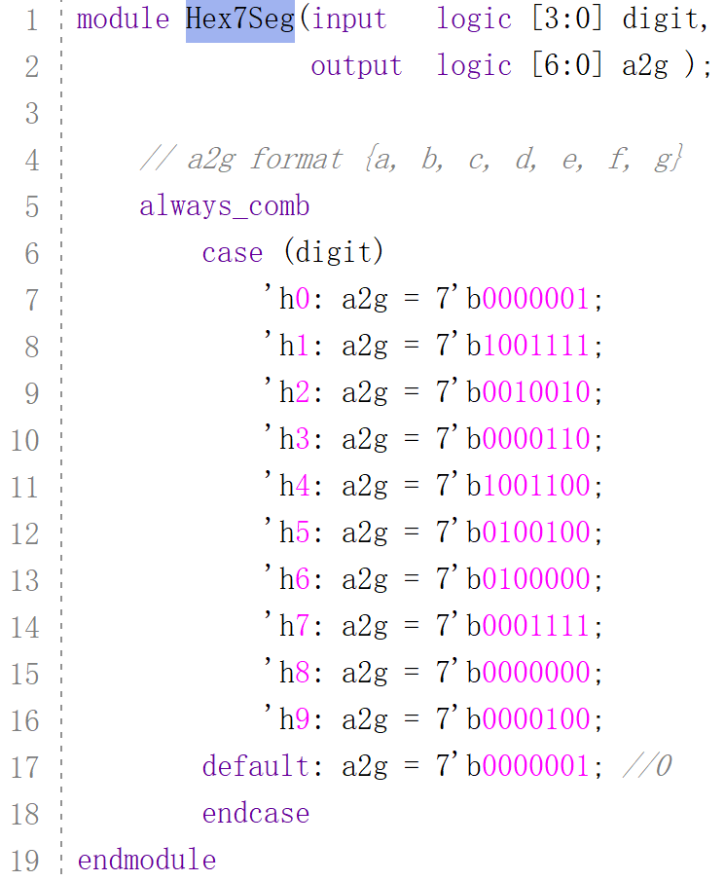 1 module Hex7Seg(input   logic [3:0] digit,
2                output  logic [6:0] a2g );
3
4     // a2g format {a, b, c, d, e, f, g}
5     always_comb
6         case (digit)
7             'h0: a2g = 7'b0000001;
8             'h1: a2g = 7'b1001111;
9             'h2: a2g = 7'b0010010;
10             'h3: a2g = 7'b0000110;
11             'h4: a2g = 7'b1001100;
12             'h5: a2g = 7'b0100100;
13             'h6: a2g = 7'b0100000;
14             'h7: a2g = 7'b0001111;
15             'h8: a2g = 7'b0000000;
16             'h9: a2g = 7'b0000100;
17         default: a2g = 7'b0000001; //0
18         endcase
19 endmodule